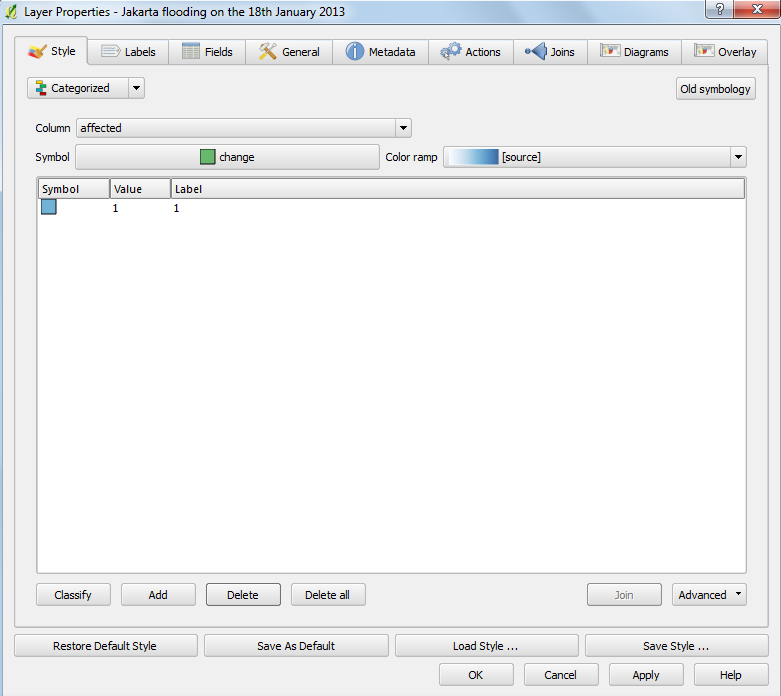 Layer Properties - Jakarta flooding on the 18th January 2013
? X
Style Labels Fields General Metadata Actions Joins Diagrams Overlay
Categorized Old symbology
Column affected
Symbol change Color ramp [source]
Symbol Value Label
1 1
Classify Add Delete Delete all Join Advanced
Restore Default Style Save As Default Load Style ... Save Style ...
OK Cancel Apply Help